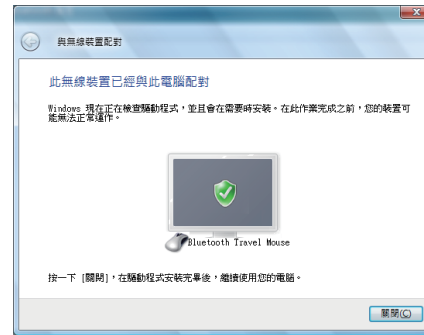 與無線裝置配對
此無線裝置已經與此電腦配對
Windows 現在正在檢查驅動程式，並且會在需要時安裝。在此作業完成之前，您的裝置可
能無法正常運作。
Bluetooth Travel Mouse
按一下 [關閉]，在驅動程式安裝完畢後，繼續使用您的電腦。
關閉(C)